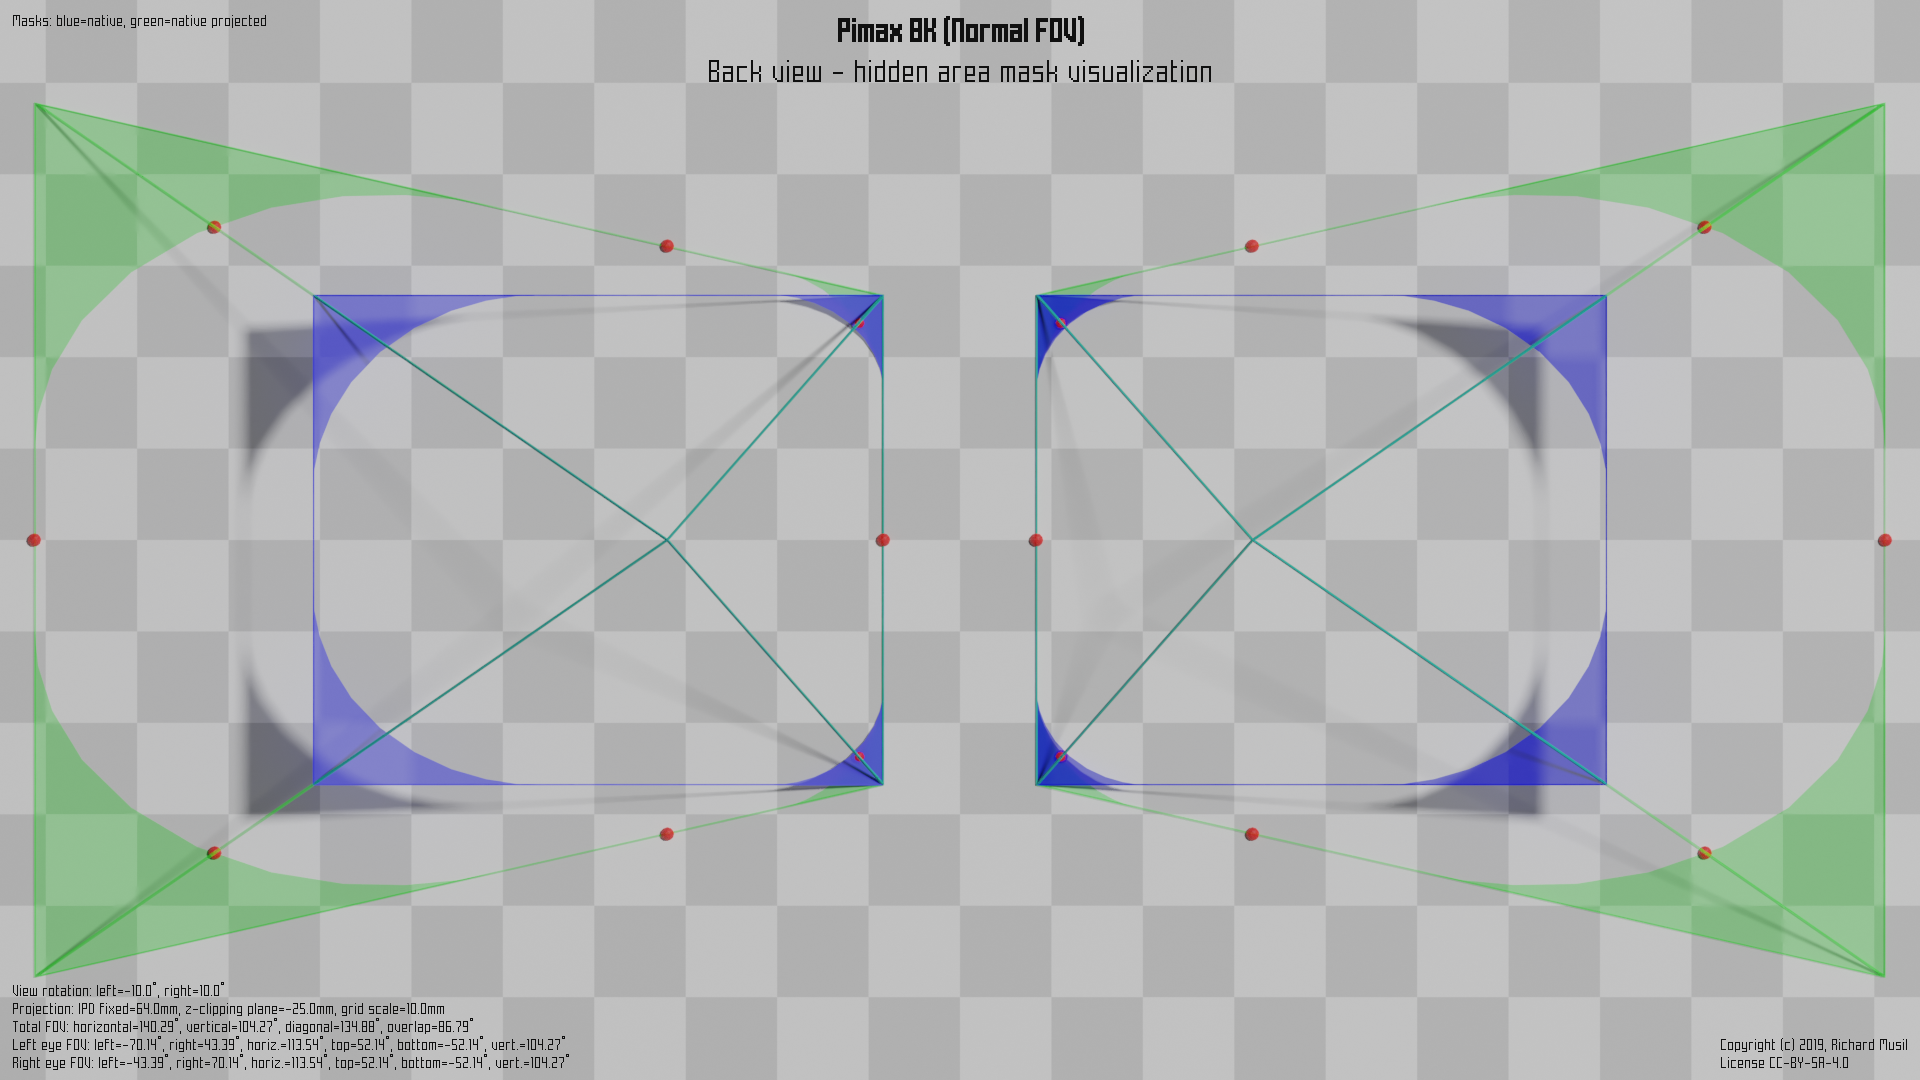 Masks: blue=native, green=native projected
Pimax 8K (Normal FOV)
Back view - hidden area mask visualization
View rotation: left=-10.0°, right=10.0°
Projection: IPD fixed=64.0mm, z-clipping plane=-25.0mm, grid scale=10.0mm
Total FOV: horizontal=140.29°, vertical=104.27°, diagonal=134.88°, overlap=86.79°
Left eye FOV: left=-70.14°, right=43.39°, horiz.=113.54°, top=52.14°, bottom=-52.14°, vert.=104.27°
Right eye FOV: left=-43.39°, right=70.14°, horiz.=113.54°, top=52.14°, bottom=-52.14°, vert.=104.27°
Copyright (c) 2019, Richard Musil
License CC-BY-SA-4.0